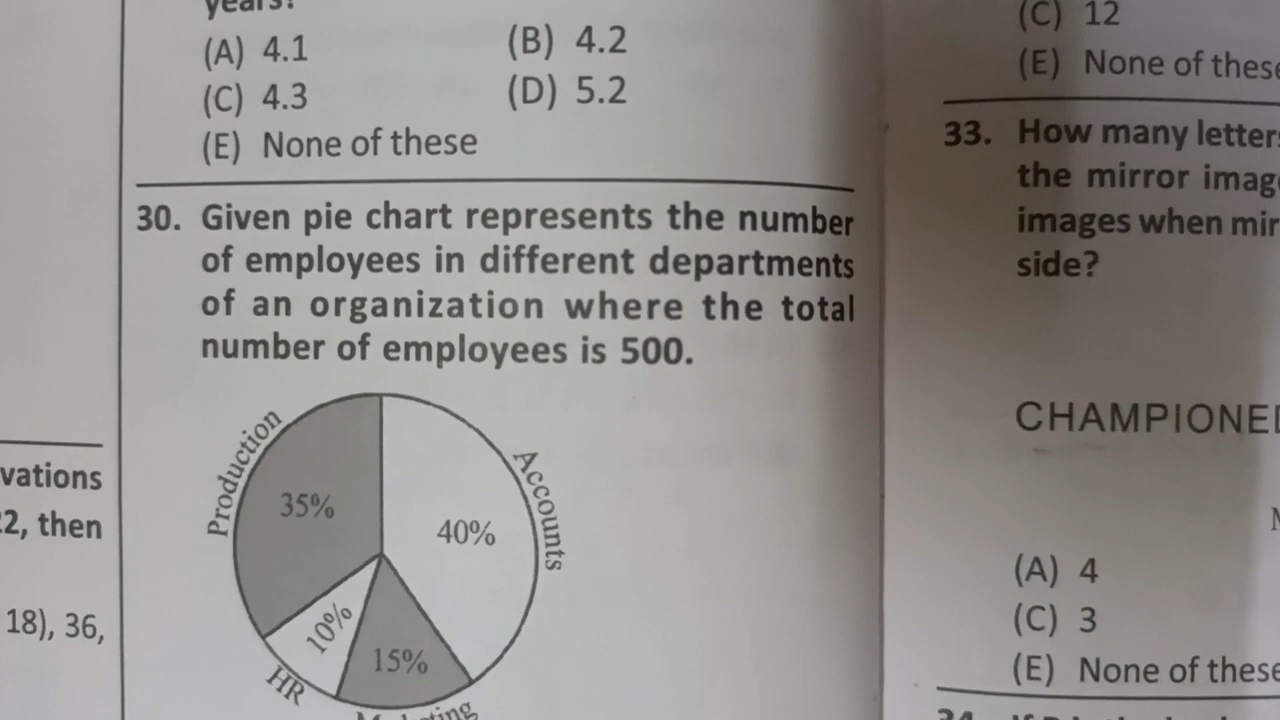 years?
(A) 4.1 (B) 4.2
(C) 4.3 (D) 5.2
(E) None of these
30. Given pie chart represents the number
of employees in different departments
of an organization where the total
number of employees is 500.
Production
35%
Accounts
40%
10%
HR
15%
vations
22, then
18), 36,
(C) 12
(E) None of these
33. How many letters
the mirror imag
images when mir
side?
CHAMPIONE
(A) 4
(C) 3
(E) None of these